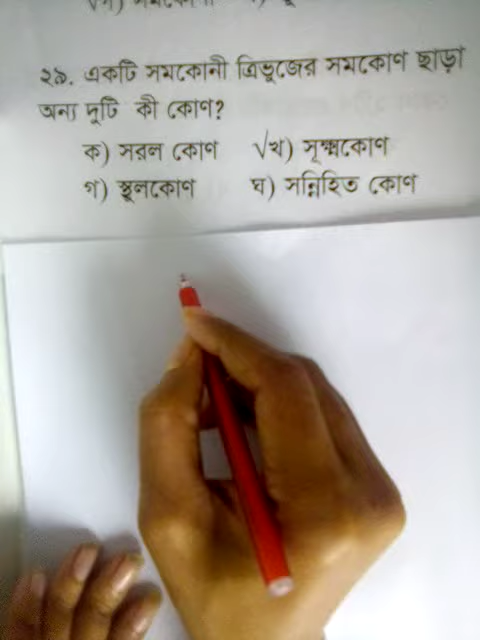 ২৯. একটি সমকোনী ত্রিভুজের সমকোণ ছাড়া
অন্য দুটি কী কোণ?
ক) সরল কোণ √খ) সূক্ষ্মকোণ
গ) স্থূলকোণ ঘ) সন্নিহিত কোণ